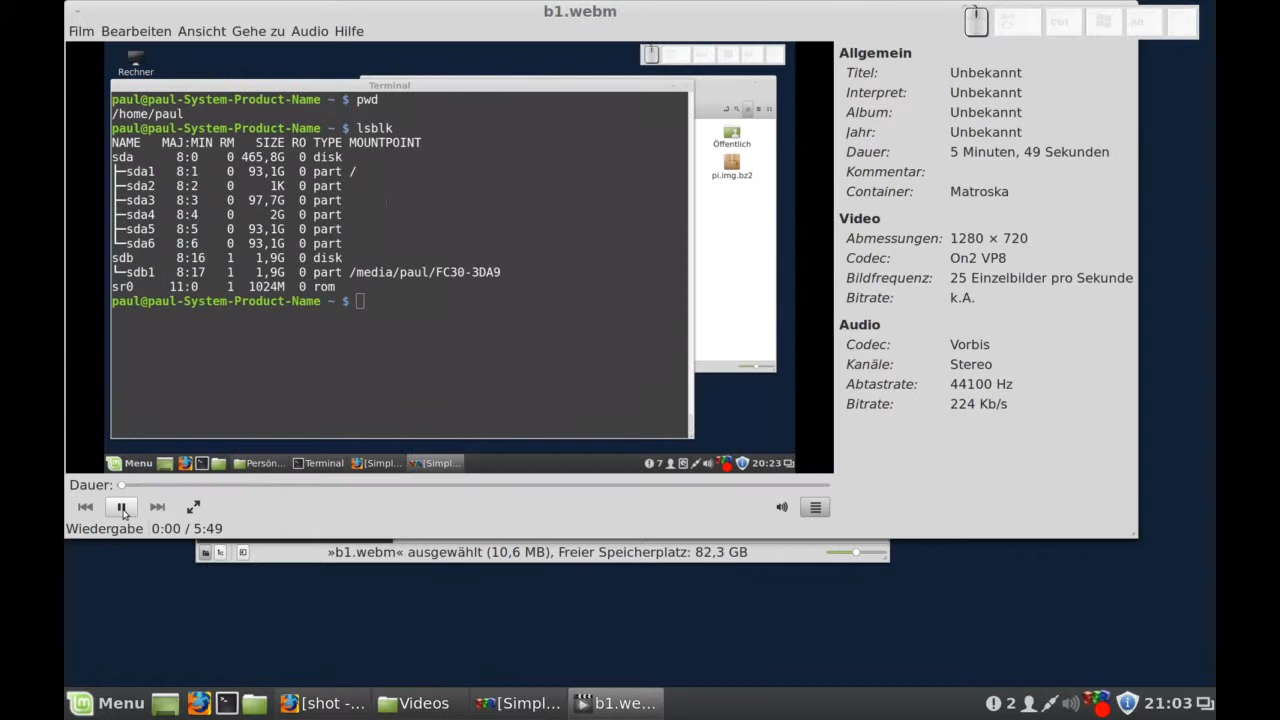 b1.webm
Film Bearbeiten Ansicht Gehe zu Audio Hilfe
Rechner
Terminal
paul@paul-System-Product-Name ~ $ pwd
/home/paul
paul@paul-System-Product-Name ~ $ lsblk
NAME MAJ:MIN RM SIZE RO TYPE MOUNTPOINT
sda 8:0 0 465,8G 0 disk
├─sda1 8:1 0 93,1G 0 part /
├─sda2 8:2 0 1K 0 part
├─sda3 8:3 0 97,7G 0 part
├─sda4 8:4 0 2G 0 part
├─sda5 8:5 0 93,1G 0 part
└─sda6 8:6 0 93,1G 0 part
sdb 8:16 1 1,9G 0 disk
└─sdb1 8:17 1 1,9G 0 part /media/paul/FC30-3DA9
sr0 11:0 1 1024M 0 rom
paul@paul-System-Product-Name ~ $
Öffentlich
pi.img.bz2
Menu Persön... Terminal [Simpl... [Simpl... 7 20:23
Allgemein
Titel: Unbekannt
Interpret: Unbekannt
Album: Unbekannt
Jahr: Unbekannt
Dauer: 5 Minuten, 49 Sekunden
Kommentar:
Container: Matroska
Video
Abmessungen: 1280 × 720
Codec: On2 VP8
Bildfrequenz: 25 Einzelbilder pro Sekunde
Bitrate: k.A.
Audio
Codec: Vorbis
Kanäle: Stereo
Abtastrate: 44100 Hz
Bitrate: 224 Kb/s
Dauer:
Wiedergabe 0:00 / 5:49
»b1.webm« ausgewählt (10,6 MB), Freier Speicherplatz: 82,3 GB
Menu [shot -... Videos [Simpl... b1.we... 2 21:03